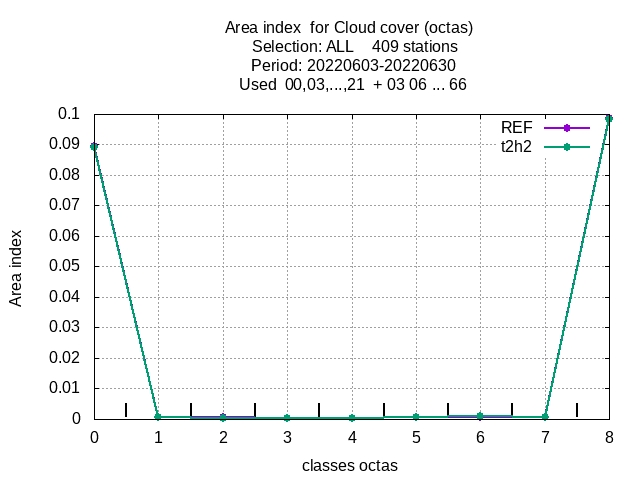 Area index  for Cloud cover (octas)
Selection: ALL    409 stations
Period: 20220603-20220630
Used  00,03,...,21  + 03 06 ... 66
REF
t2h2
0.1
0.09
0.08
0.07
0.06
0.05
0.04
0.03
0.02
0.01
0
Area index
0 1 2 3 4 5 6 7 8
classes octas